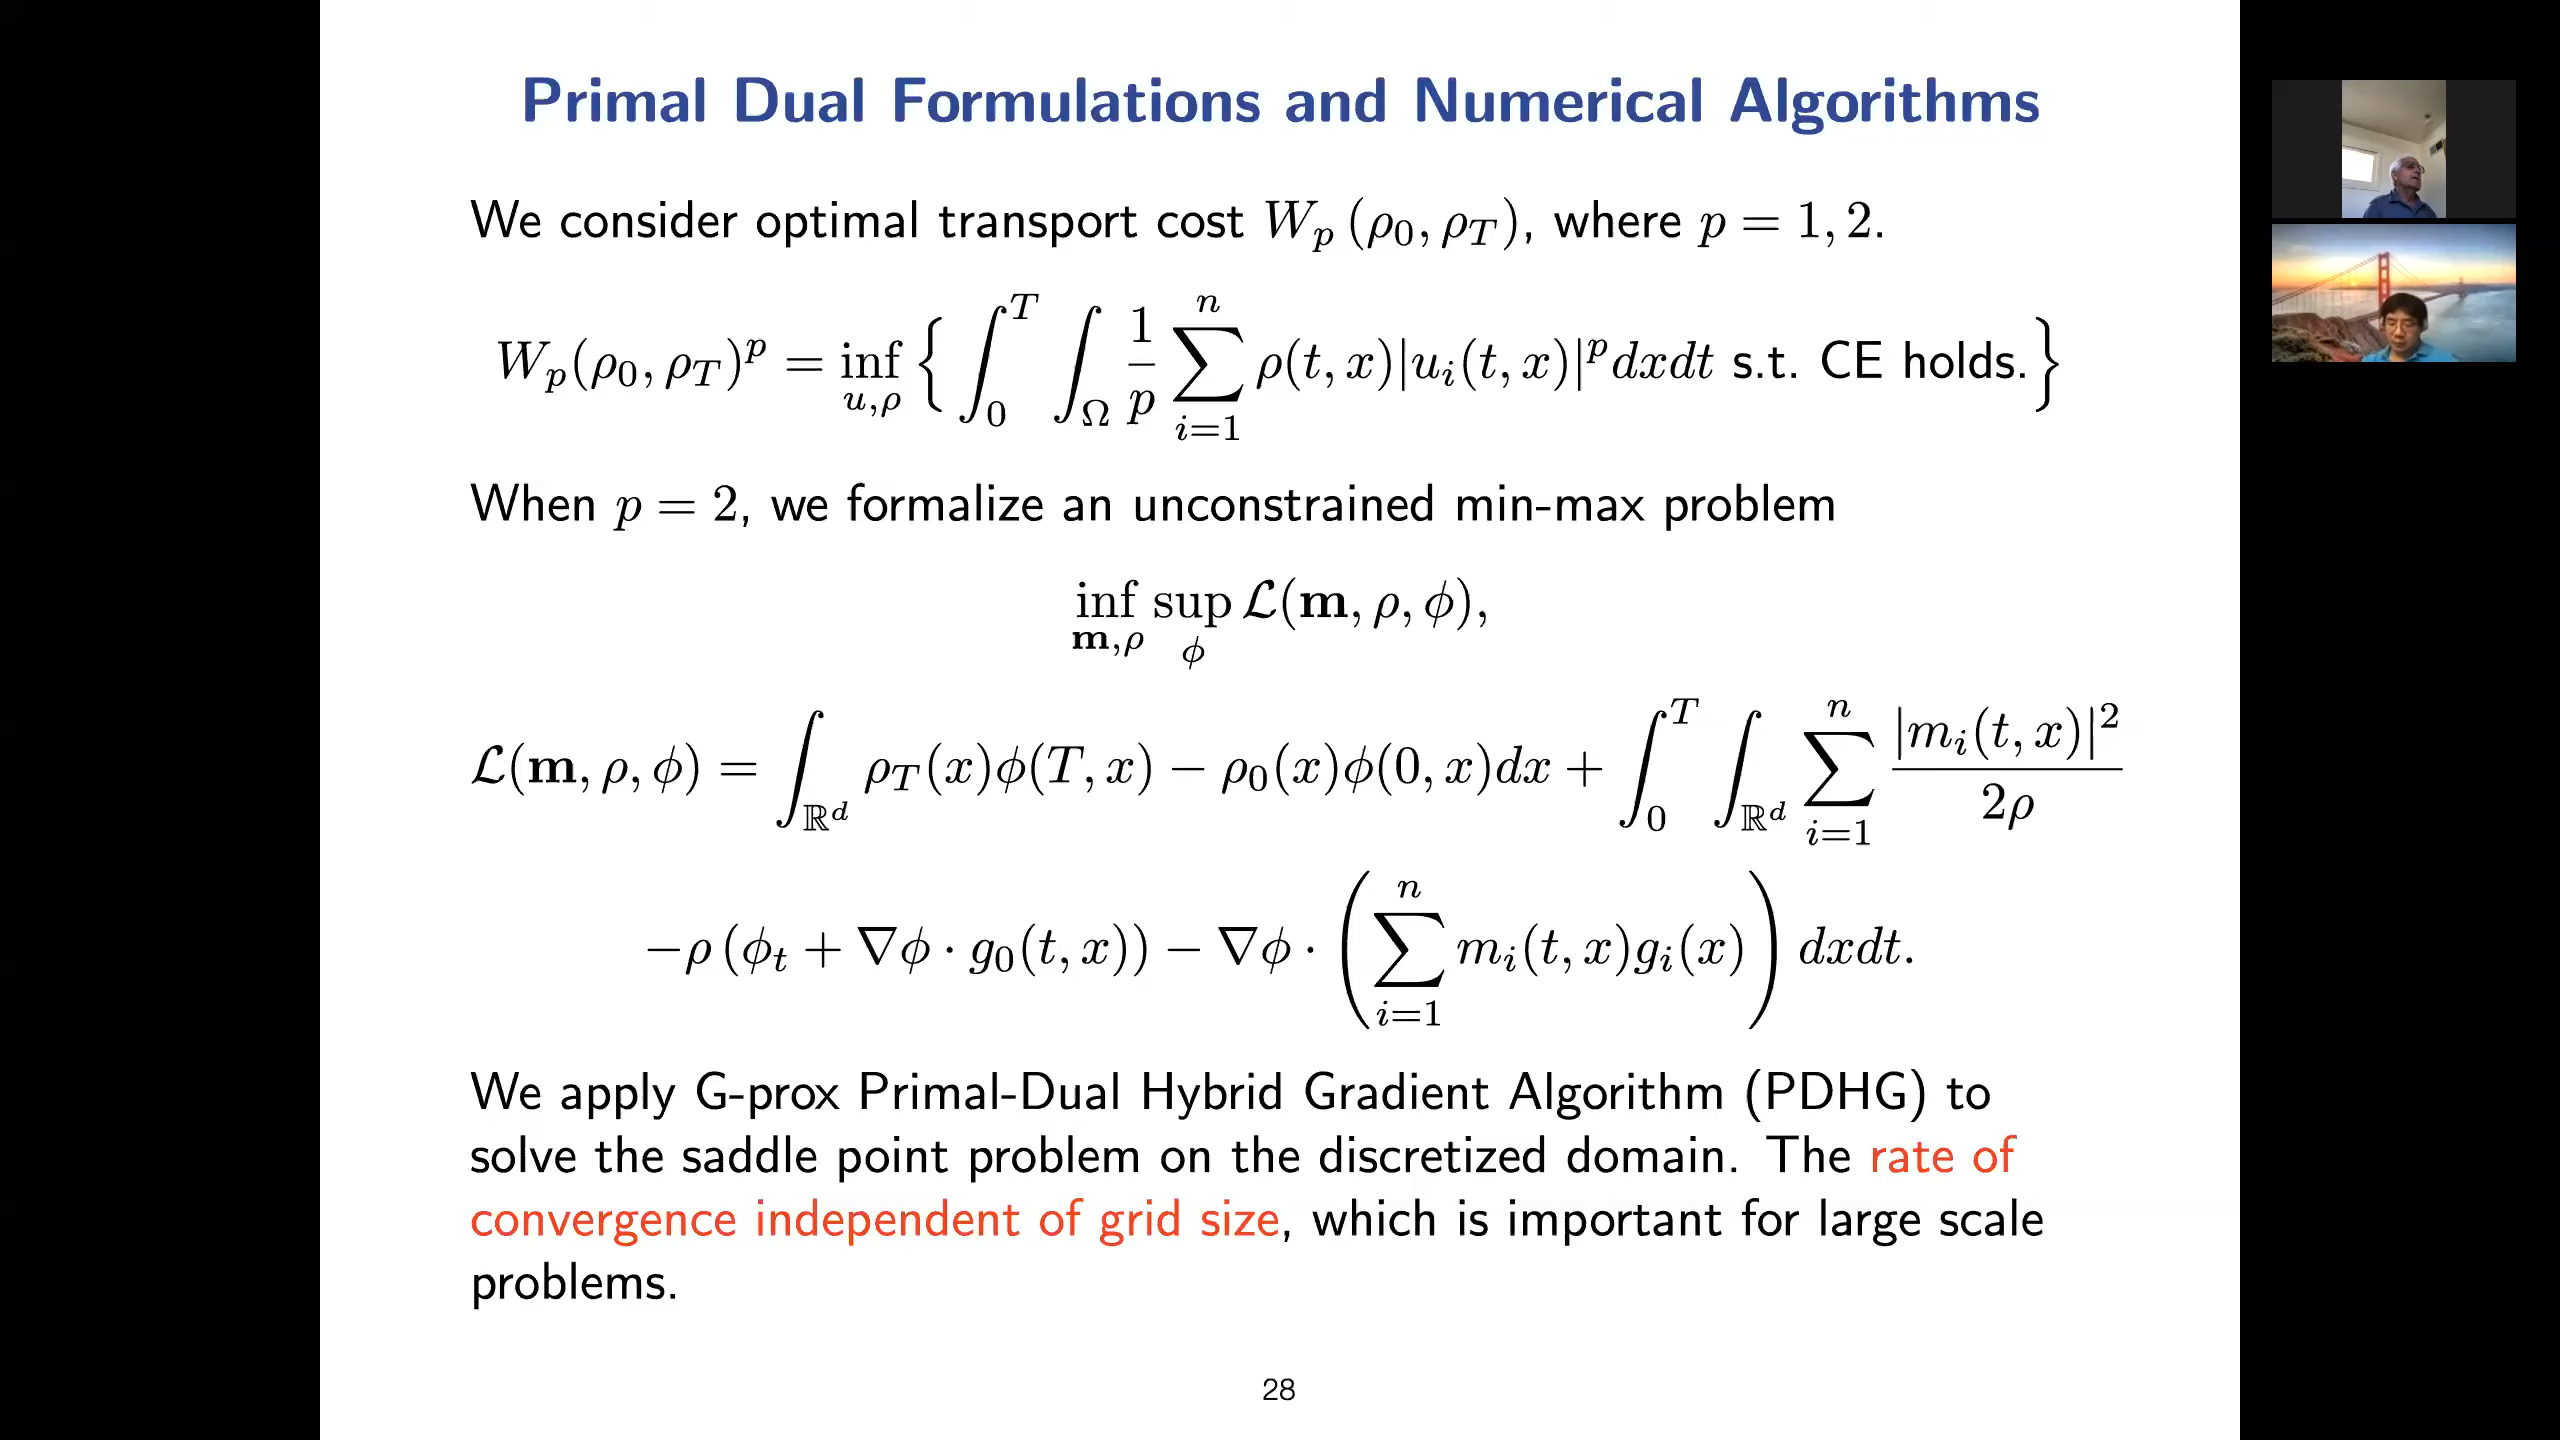 Primal Dual Formulations and Numerical Algorithms
We consider optimal transport cost W_p (ρ_0, ρ_T), where p = 1, 2.
W_p(ρ_0, ρ_T)^p = inf_{u,ρ} { ∫_0^T ∫_Ω 1/p ∑_{i=1}^n ρ(t, x)|u_i(t, x)|^p dxdt s.t. CE holds. }
When p = 2, we formalize an unconstrained min-max problem
inf_{m,ρ} sup_ϕ ℒ(m, ρ, ϕ),
ℒ(m, ρ, ϕ) = ∫_{ℝ^d} ρ_T(x)ϕ(T, x) − ρ_0(x)ϕ(0, x)dx + ∫_0^T ∫_{ℝ^d} ∑_{i=1}^n |m_i(t, x)|^2 / 2ρ
−ρ (ϕ_t + ∇ϕ · g_0(t, x)) − ∇ϕ · ( ∑_{i=1}^n m_i(t, x)g_i(x) ) dxdt.
We apply G-prox Primal-Dual Hybrid Gradient Algorithm (PDHG) to
solve the saddle point problem on the discretized domain. The rate of
convergence independent of grid size, which is important for large scale
problems.
28